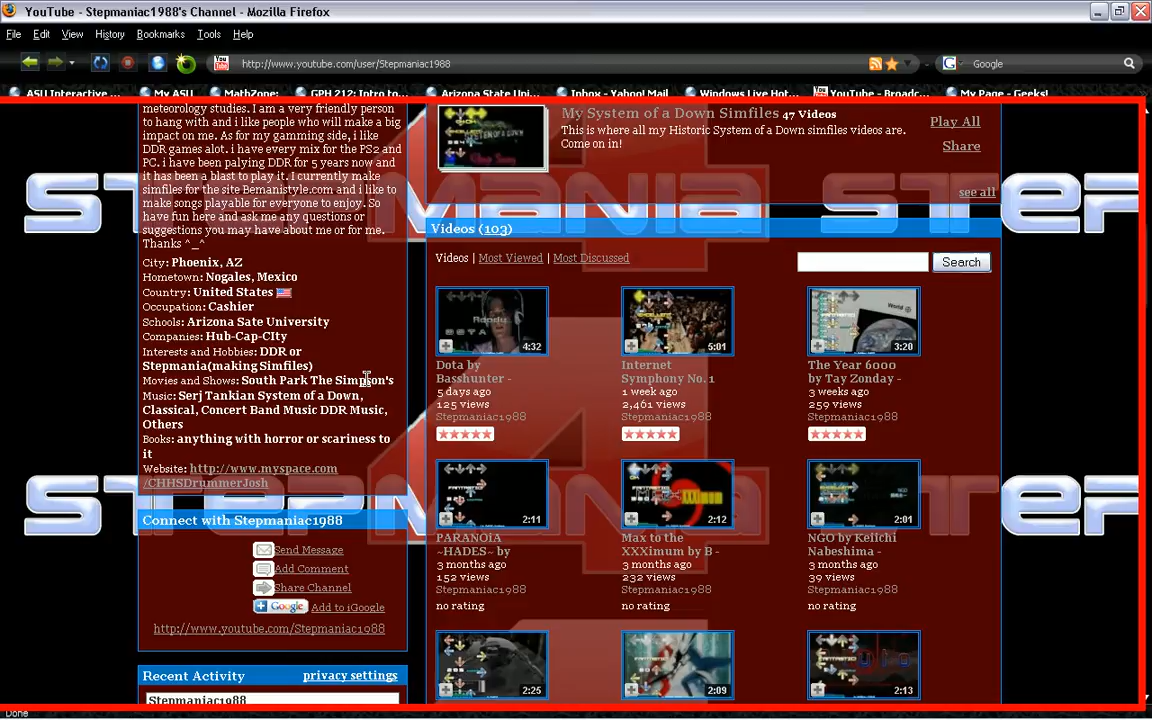 YouTube - Stepmaniac1988's Channel - Mozilla Firefox
File Edit View History Bookmarks Tools Help
http://www.youtube.com/user/Stepmaniac1988
Google
ASU Interactive ... My ASU MathZone: GPH 212: Intro to... Arizona State Uni... Inbox - Yahoo! Mail Windows Live Hot... YouTube - Broadc... My Page - Geeks!
meteorology studies. I am a very friendly person
to hang with and i like people who will make a big
impact on me. As for my gamming side, i like
DDR games alot. i have every mix for the PS2 and
PC. i have been palying DDR for 5 years now and
it has been a blast to play it. I currently make
simfiles for the site Bemanistyle.com and i like to
make songs playable for everyone to enjoy. So
have fun here and ask me any questions or
suggestions you may have about me or for me.
Thanks ^_^
City: Phoenix, AZ
Hometown: Nogales, Mexico
Country: United States
Occupation: Cashier
Schools: Arizona Sate University
Companies: Hub-Cap-CIty
Interests and Hobbies: DDR or
Stepmania(making Simfiles)
Movies and Shows: South Park The Simpson's
Music: Serj Tankian System of a Down,
Classical, Concert Band Music DDR Music,
Others
Books: anything with horror or scariness to
it
Website: http://www.myspace.com
/CHHSDrummerJosh
Connect with Stepmaniac1988
Send Message
Add Comment
Share Channel
Google Add to iGoogle
http://www.youtube.com/Stepmaniac1988
Recent Activity privacy settings
Stepmaniac1988
My System of a Down Simfiles 47 Videos
This is where all my Historic System of a Down simfiles videos are.
Come on in!
Play All
Share
see all
Videos (103)
Videos | Most Viewed | Most Discussed
Search
4:32
Dota by
Basshunter -
5 days ago
125 views
Stepmaniac1988
5:01
Internet
Symphony No. 1
1 week ago
2,461 views
Stepmaniac1988
3:20
The Year 6000
by Tay Zonday -
3 weeks ago
259 views
Stepmaniac1988
2:11
PARANOiA
~HADES~ by
3 months ago
152 views
Stepmaniac1988
no rating
2:12
Max to the
XXXimum by B -
3 months ago
232 views
Stepmaniac1988
no rating
2:01
NGO by Keiichi
Nabeshima -
3 months ago
39 views
Stepmaniac1988
no rating
2:25
2:09
2:13
Done